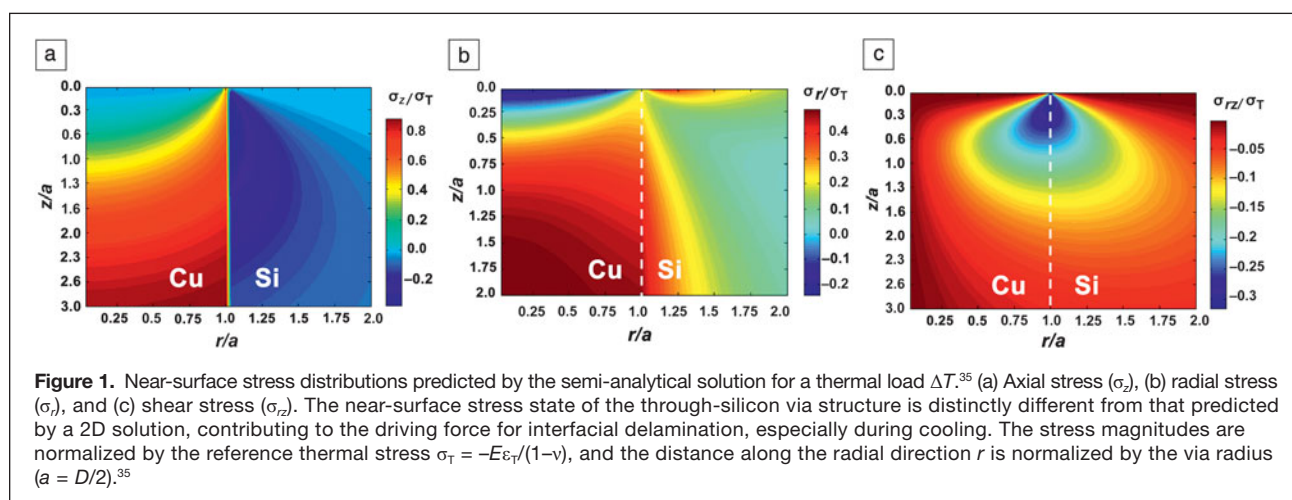 a
b
c
0.0
0.3
0.6
1.0
1.3
1.6
2.0
2.6
3.0
z/a
0.25 0.5 0.75 1.0 1.25 1.5 1.75 2.0
r/a
Cu Si
σz/σT
0.8
0.6
0.4
0.2
0.0
−0.2
0.0
0.25
0.5
0.75
1.0
1.25
1.5
1.75
2.0
z/a
0.25 0.5 0.75 1.0 1.25 1.5 1.75 2.0
r/a
Cu Si
σr/σT
0.4
0.3
0.2
0.1
0.0
−0.1
−0.2
0.0
0.3
0.6
1.0
1.3
1.6
2.0
2.6
3.0
z/a
0.25 0.5 0.75 1.0 1.25 1.5 1.75 2.0
r/a
Cu Si
σrz/σT
−0.05
−0.1
−0.15
−0.2
−0.25
−0.3
Figure 1. Near-surface stress distributions predicted by the semi-analytical solution for a thermal load ΔT.35 (a) Axial stress (σz), (b) radial stress
(σr), and (c) shear stress (σrz). The near-surface stress state of the through-silicon via structure is distinctly different from that predicted
by a 2D solution, contributing to the driving force for interfacial delamination, especially during cooling. The stress magnitudes are
normalized by the reference thermal stress σT = –EεT/(1–ν), and the distance along the radial direction r is normalized by the via radius
(a = D/2).35